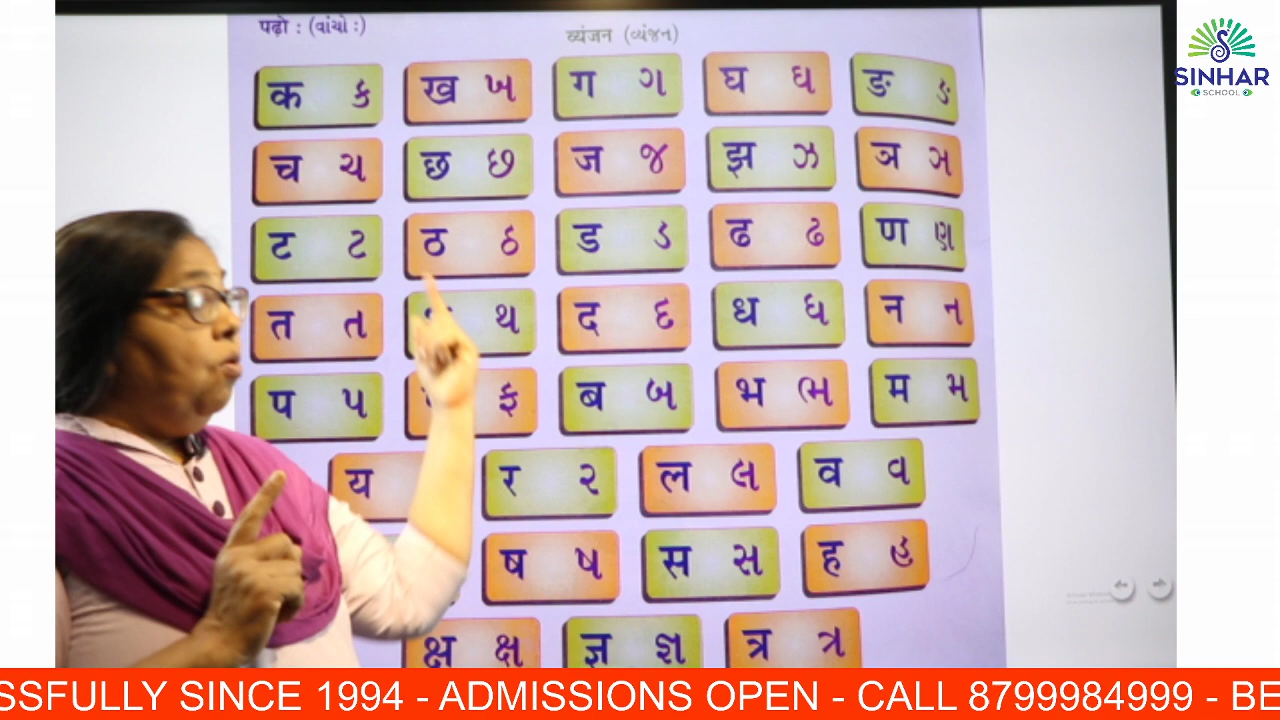 पढ़ो : (વાંચો :)
व्यंजन (વ્યંજન)
SINHAR
SCHOOL
क ક ख ખ ग ગ घ ઘ ङ ઙ
च ચ छ છ ज જ झ ઝ ञ ઞ
ट ટ ठ ઠ ड ડ ढ ઢ ण ણ
त ત થ द દ ध ધ न ન
प પ ફ ब બ भ ભ म મ
य र ર ल લ व વ
ष ષ स સ ह હ
क्ष ક્ષ ज्ञ જ્ઞ त्र ત્ર
SSFULLY SINCE 1994 - ADMISSIONS OPEN - CALL 8799984999 - BE